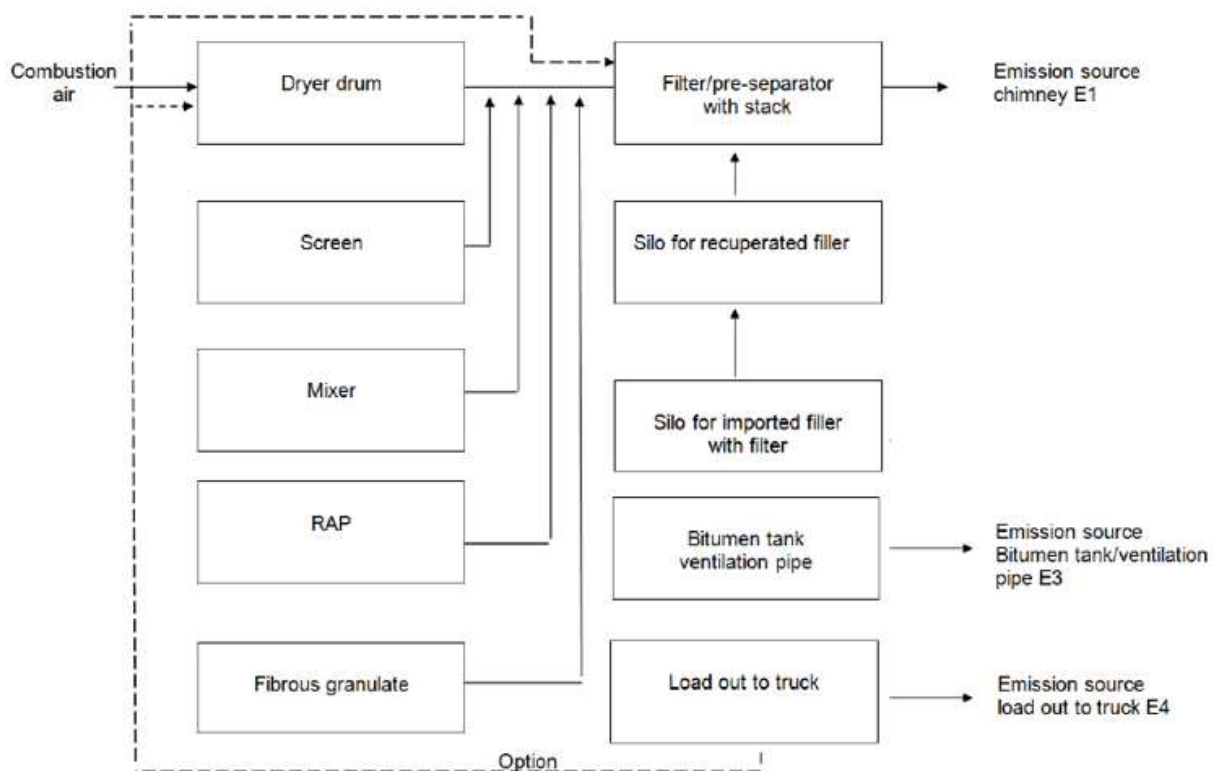 Combustion
air
Dryer drum
Filter/pre-separator
with stack
Emission source
chimney E1
Screen
Silo for recuperated filler
Mixer
Silo for imported filler
with filter
RAP
Bitumen tank
ventilation pipe
Emission source
Bitumen tank/ventilation
pipe E3
Fibrous granulate
Load out to truck
Emission source
load out to truck E4
Option